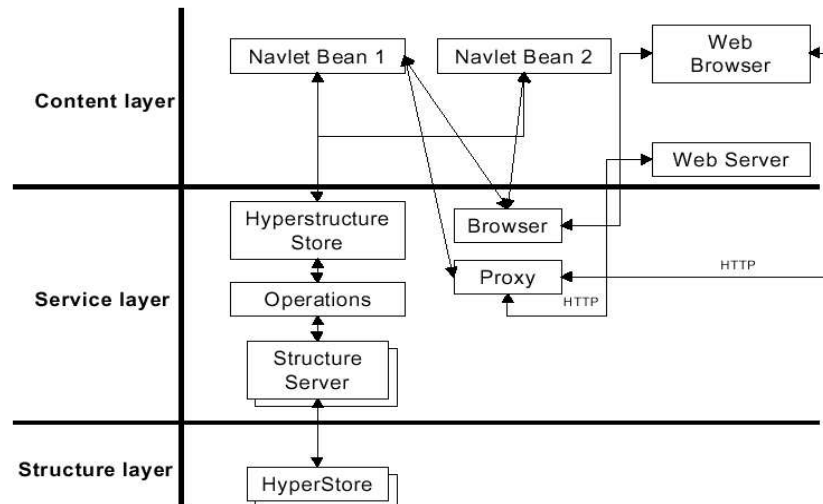 Navlet Bean 1
Navlet Bean 2
Web
Browser
Content layer
Web Server
Hyperstructure
Store
Browser
Proxy
HTTP
Service layer
Operations
HTTP
Structure
Server
Structure layer
HyperStore